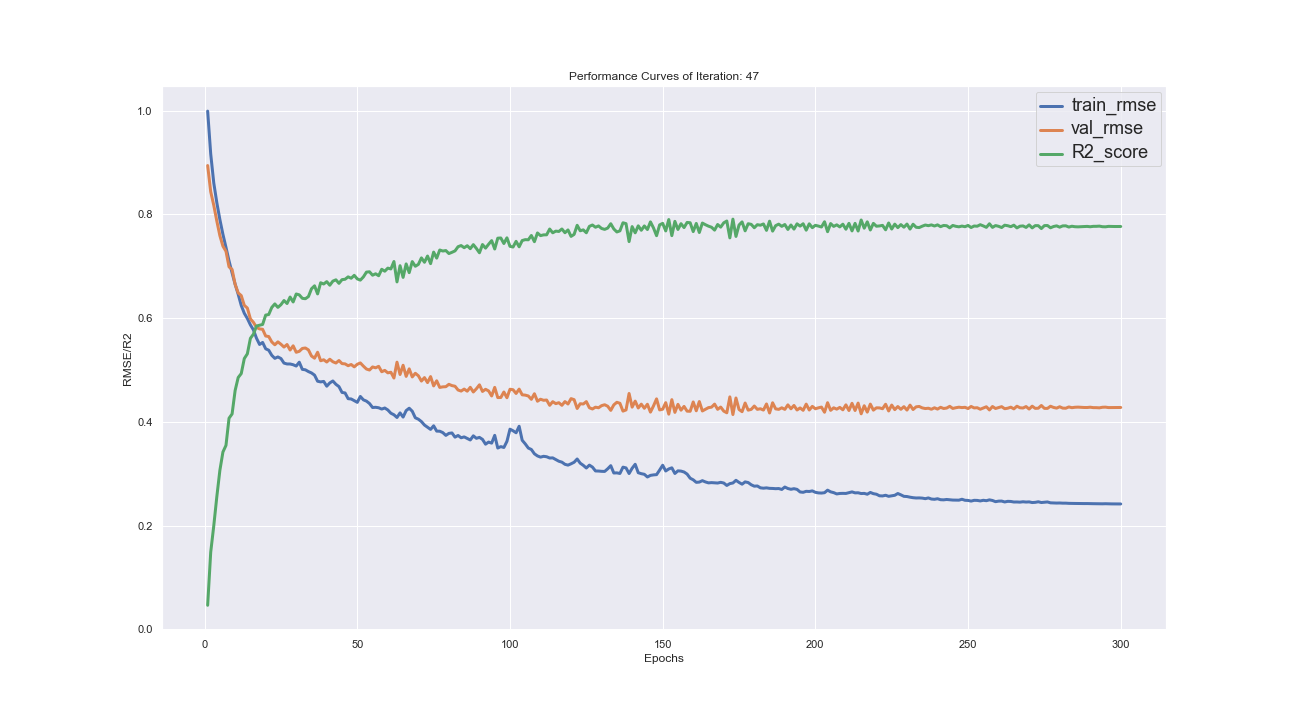 Performance Curves of Iteration: 47
train_rmse
val_rmse
R2_score
1.0
0.8
0.6
0.4
0.2
0.0
RMSE/R2
0
50
100
150
200
250
300
Epochs